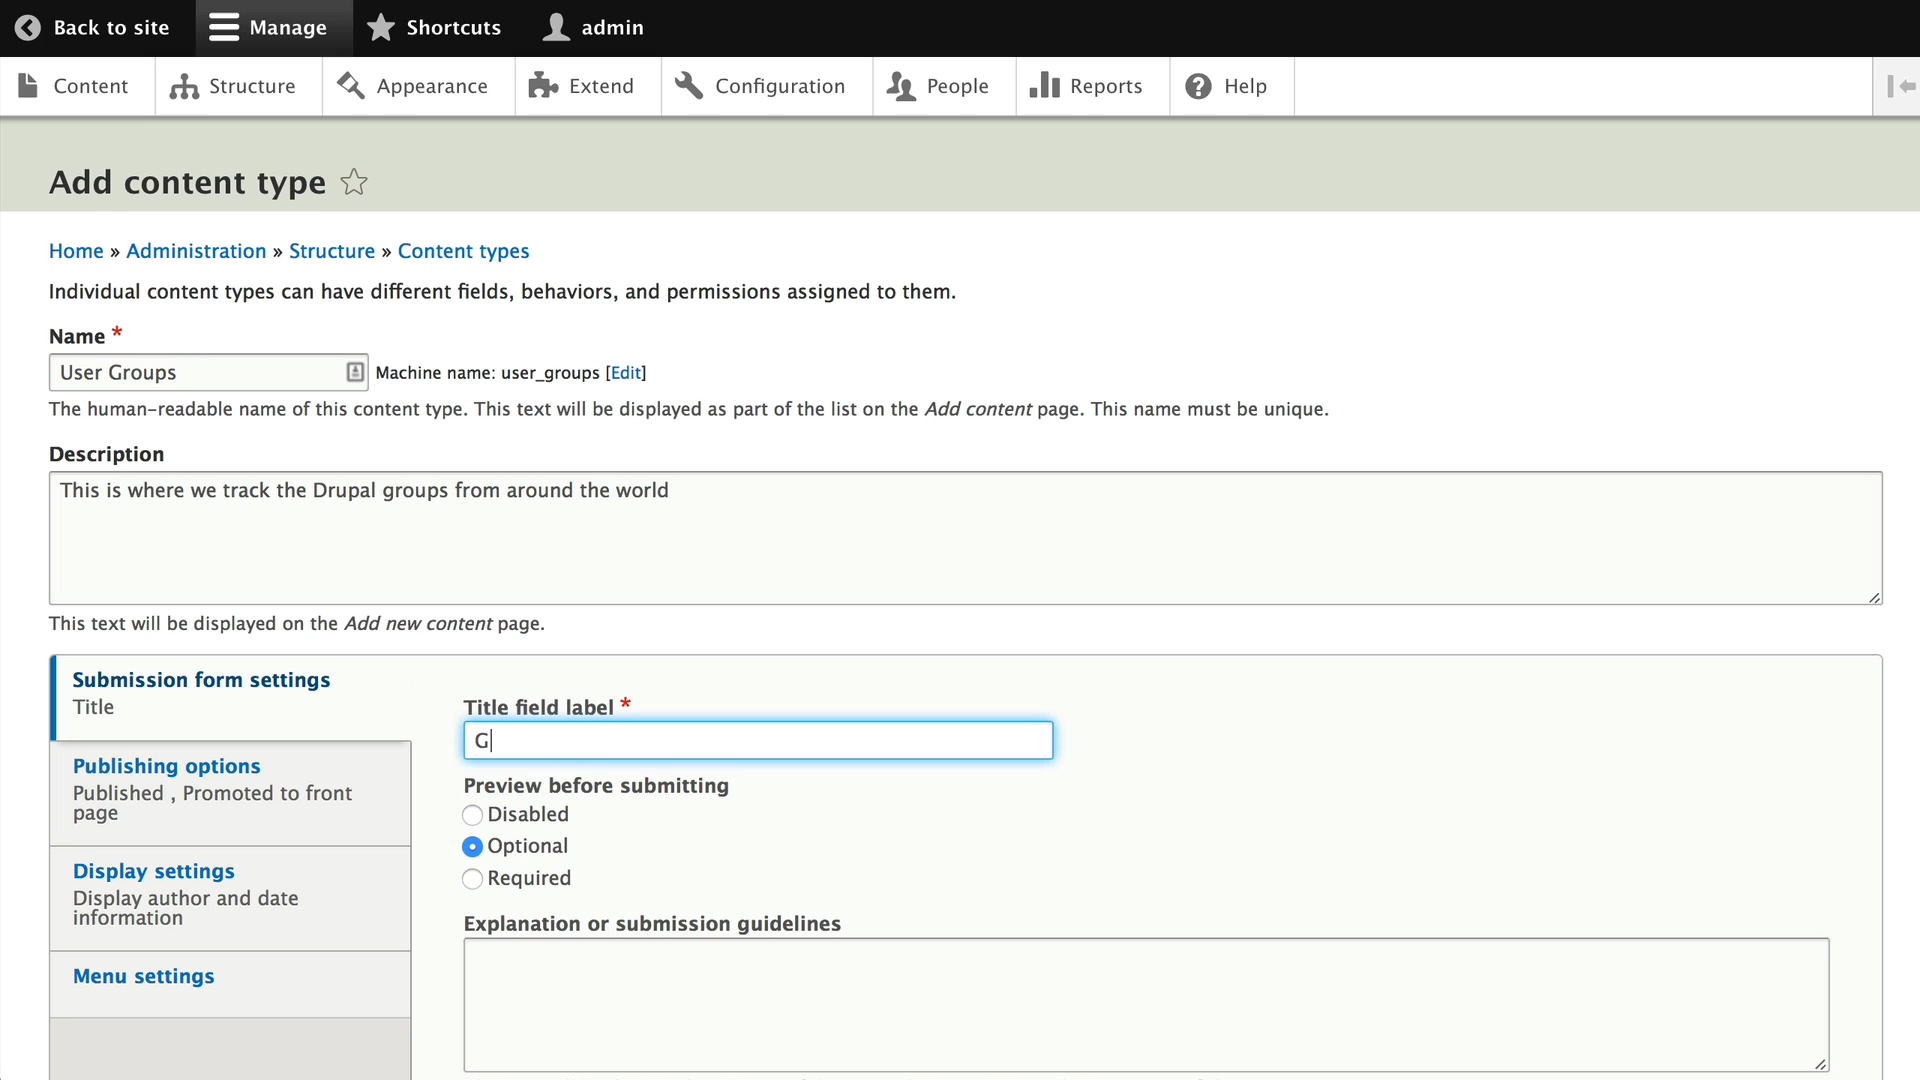 Back to site Manage Shortcuts admin
Content Structure Appearance Extend Configuration People Reports Help
Add content type
Home » Administration » Structure » Content types
Individual content types can have different fields, behaviors, and permissions assigned to them.
Name *
User Groups Machine name: user_groups [Edit]
The human-readable name of this content type. This text will be displayed as part of the list on the Add content page. This name must be unique.
Description
This is where we track the Drupal groups from around the world
This text will be displayed on the Add new content page.
Submission form settings
Title
Publishing options
Published , Promoted to front
page
Display settings
Display author and date
information
Menu settings
Title field label *
G
Preview before submitting
Disabled
Optional
Required
Explanation or submission guidelines